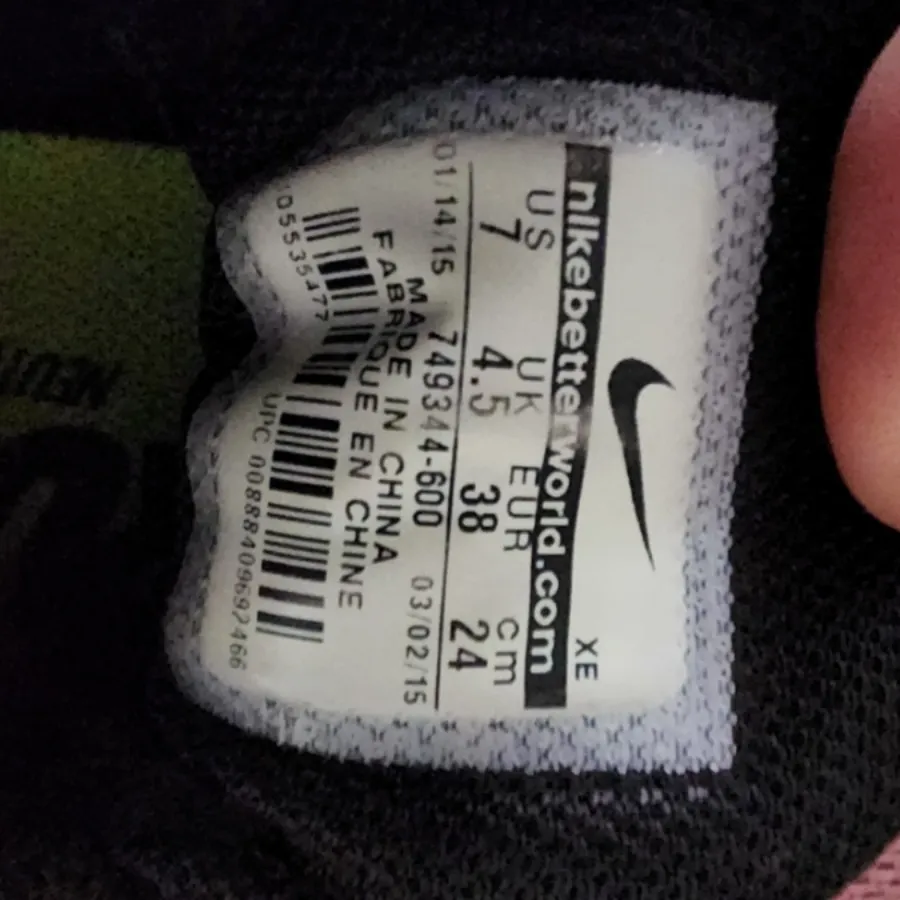 XE
nikebetterworld.com
US UK EUR cm
7 4.5 38 24
01/14/15 749344-600 03/02/15
MADE IN CHINA
FABRIQUE EN CHINE
UPC 00888409692466